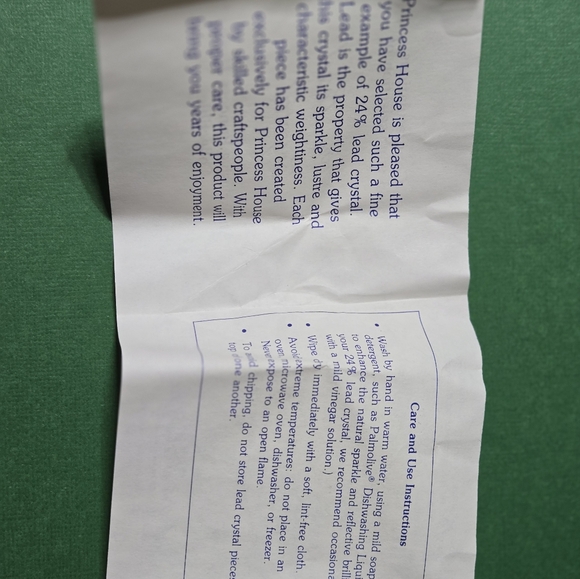 Princess House is pleased that
you have selected such a fine
example of 24% lead crystal.
Lead is the property that gives
this crystal its sparkle, lustre and
characteristic weightiness. Each
piece has been created
exclusively for Princess House
by skilled craftspeople. With
proper care, this product will
bring you years of enjoyment.
Care and Use Instructions
• Wash by hand in warm water, using a mild soap
detergent, such as Palmolive® Dishwashing Liqui
to enhance the natural sparkle and reflective brilli
your 24% lead crystal, we recommend occasiona
with a mild vinegar solution.)
• Wipe dry immediately with a soft, lint-free cloth.
• Avoid extreme temperatures: do not place in an
oven, microwave oven, dishwasher, or freezer.
Never expose to an open flame.
• To avoid chipping, do not store lead crystal pieces
top one another.